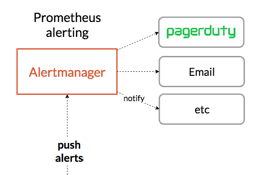 Prometheus
alerting
pagerduty
Alertmanager
Email
notify
etc
push
alerts